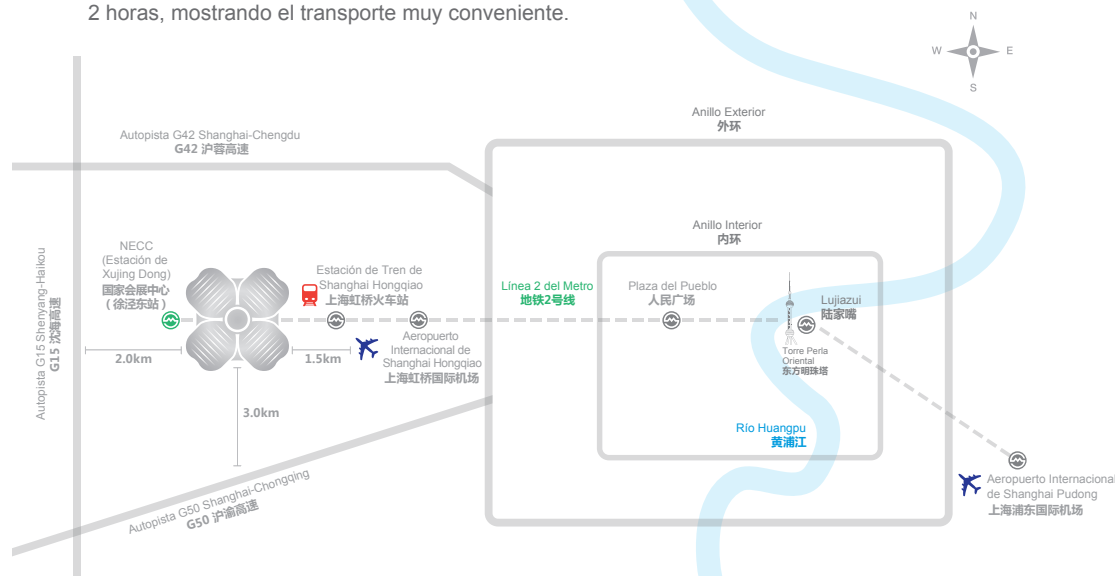 2 horas, mostrando el transporte muy conveniente.
N
W
E
S
Anillo Exterior
外环
Autopista G42 Shanghai-Chengdu
G42 沪蓉高速
Anillo Interior
内环
NECC
(Estación de
Xujing Dong)
国家会展中心
（徐泾东站）
Autopista G15 Shenyang-Haikou
G15 沈海高速
Estación de Tren de
Shanghai Hongqiao
上海虹桥火车站
Línea 2 del Metro
地铁2号线
Plaza del Pueblo
人民广场
Lujiazui
陆家嘴
Aeropuerto
Internacional de
Shanghai Hongqiao
上海虹桥国际机场
Torre Perla
Oriental
东方明珠塔
2.0km
1.5km
3.0km
Río Huangpu
黄浦江
Autopista G50 Shanghai-Chongqing
G50 沪渝高速
Aeropuerto Internacional
de Shanghai Pudong
上海浦东国际机场